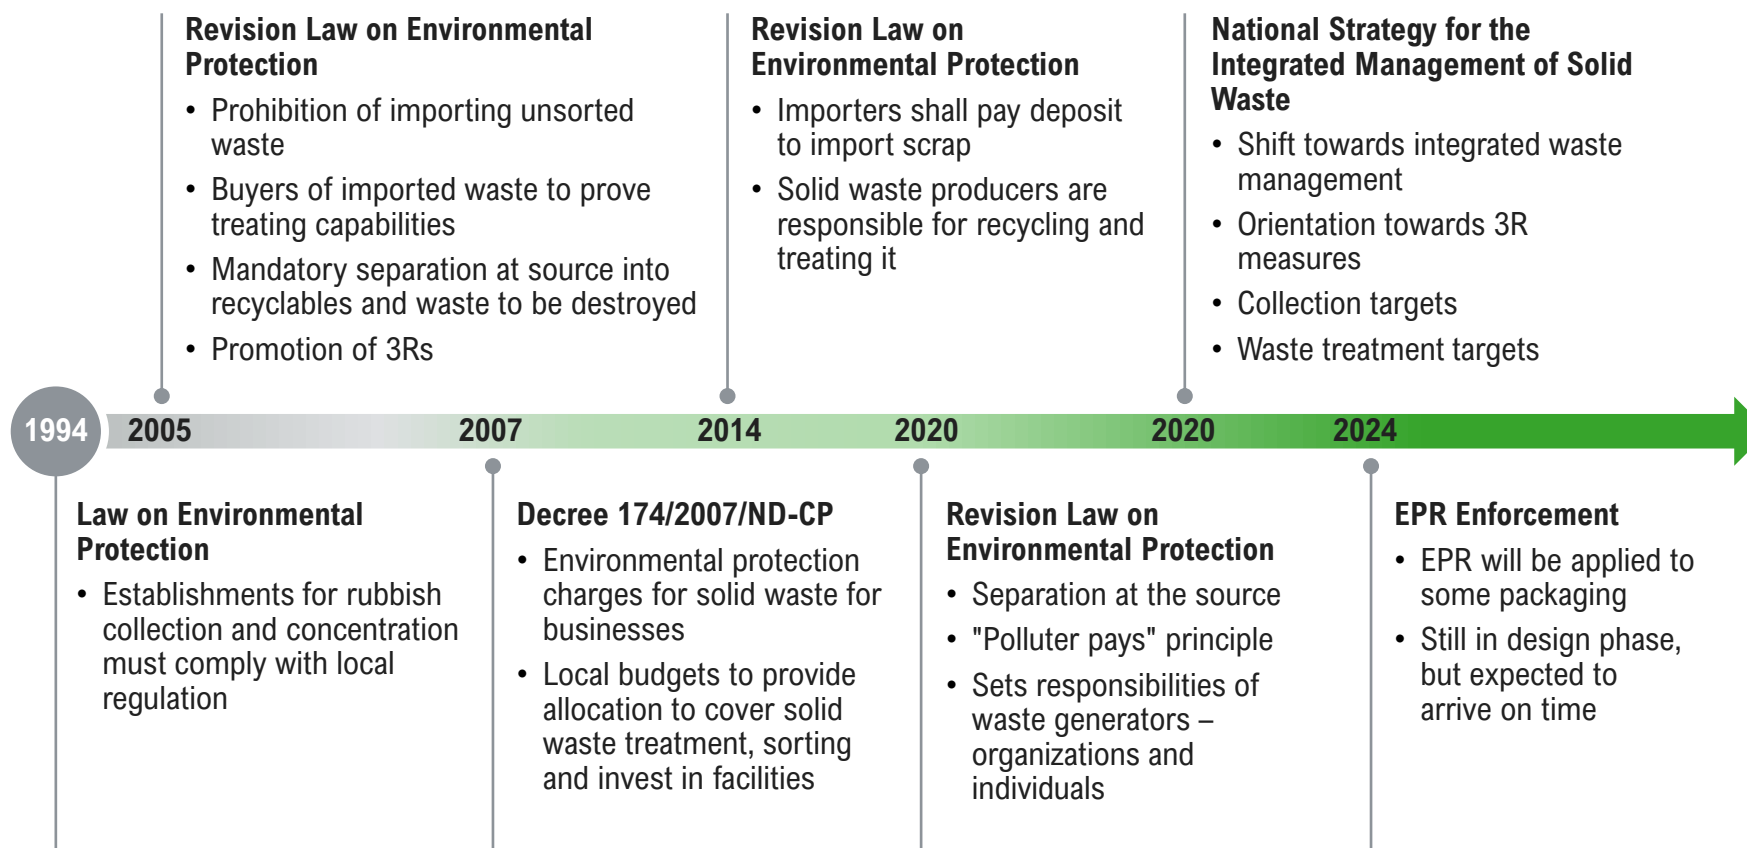 Revision Law on Environmental
Protection
• Prohibition of importing unsorted
waste
• Buyers of imported waste to prove
treating capabilities
• Mandatory separation at source into
recyclables and waste to be destroyed
• Promotion of 3Rs
Revision Law on
Environmental Protection
• Importers shall pay deposit
to import scrap
• Solid waste producers are
responsible for recycling and
treating it
National Strategy for the
Integrated Management of Solid
Waste
• Shift towards integrated waste
management
• Orientation towards 3R
measures
• Collection targets
• Waste treatment targets
1994 2005 2007 2014 2020 2020 2024
Law on Environmental
Protection
• Establishments for rubbish
collection and concentration
must comply with local
regulation
Decree 174/2007/ND-CP
• Environmental protection
charges for solid waste for
businesses
• Local budgets to provide
allocation to cover solid
waste treatment, sorting
and invest in facilities
Revision Law on
Environmental Protection
• Separation at the source
• "Polluter pays" principle
• Sets responsibilities of
waste generators –
organizations and
individuals
EPR Enforcement
• EPR will be applied to
some packaging
• Still in design phase,
but expected to
arrive on time